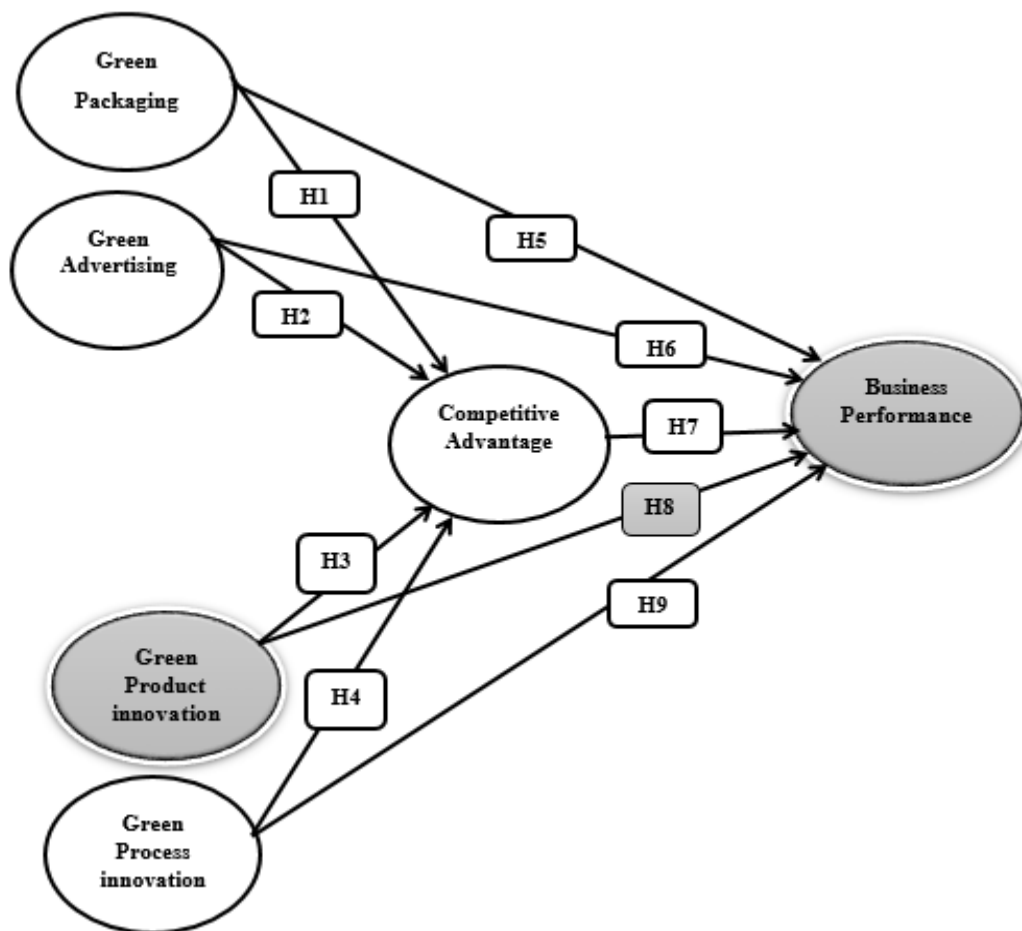 Green
Packaging
H1
Green
Advertising
H5
H2
H6
Business
Performance
Competitive
Advantage
H7
H8
H3
H9
Green
Product
innovation
H4
Green
Process
innovation